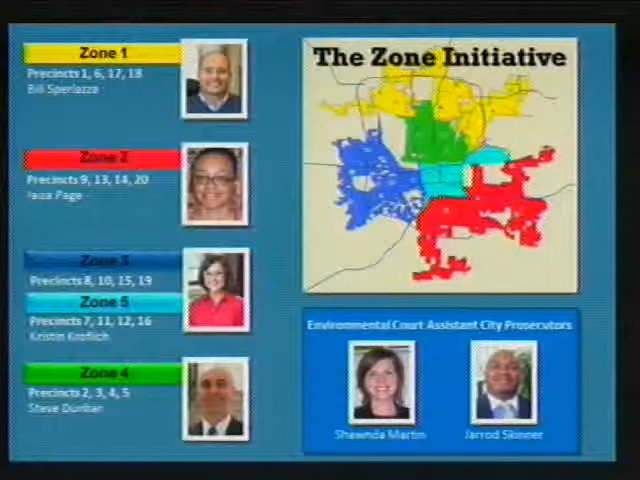 Zone 1
Precincts 1, 6, 17, 18
Bill Sperlazza
Zone 2
Precincts 9, 13, 14, 20
Page
Zone 3
Precincts 8, 10, 15, 19
Zone 5
Precincts 7, 11, 12, 16
Kristin
Zone 4
Precincts 2, 3, 4, 5
Steve Dunbar
The Zone Initiative
Environmental Court Assistant City Prosecutors
Shawnda Martin
Jarrod Skinner